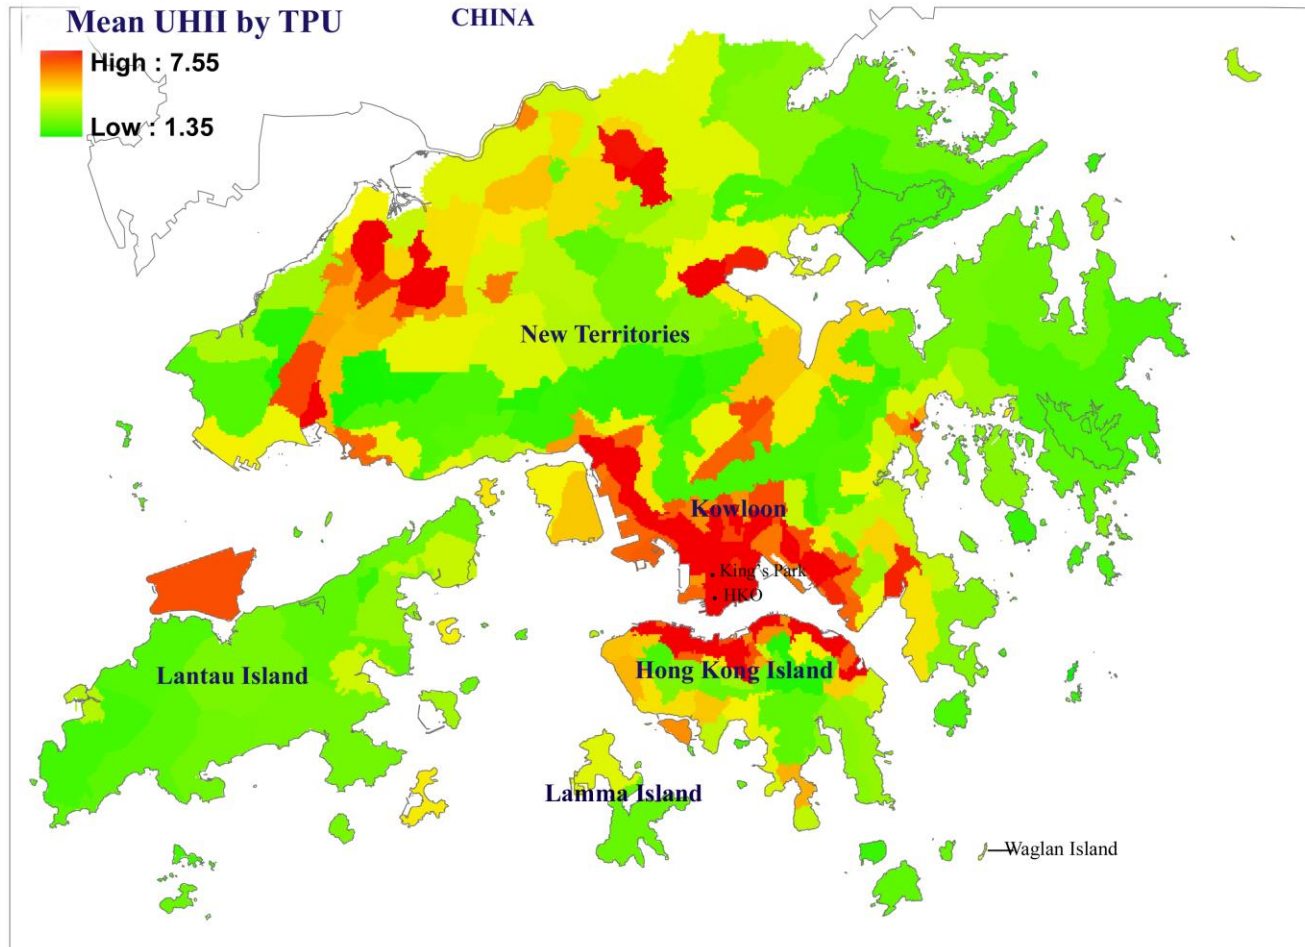 Mean UHII by TPU
CHINA
High : 7.55
Low : 1.35
New Territories
Kowloon
King's Park
HKO
Lantau Island
Hong Kong Island
Lamma Island
Waglan Island